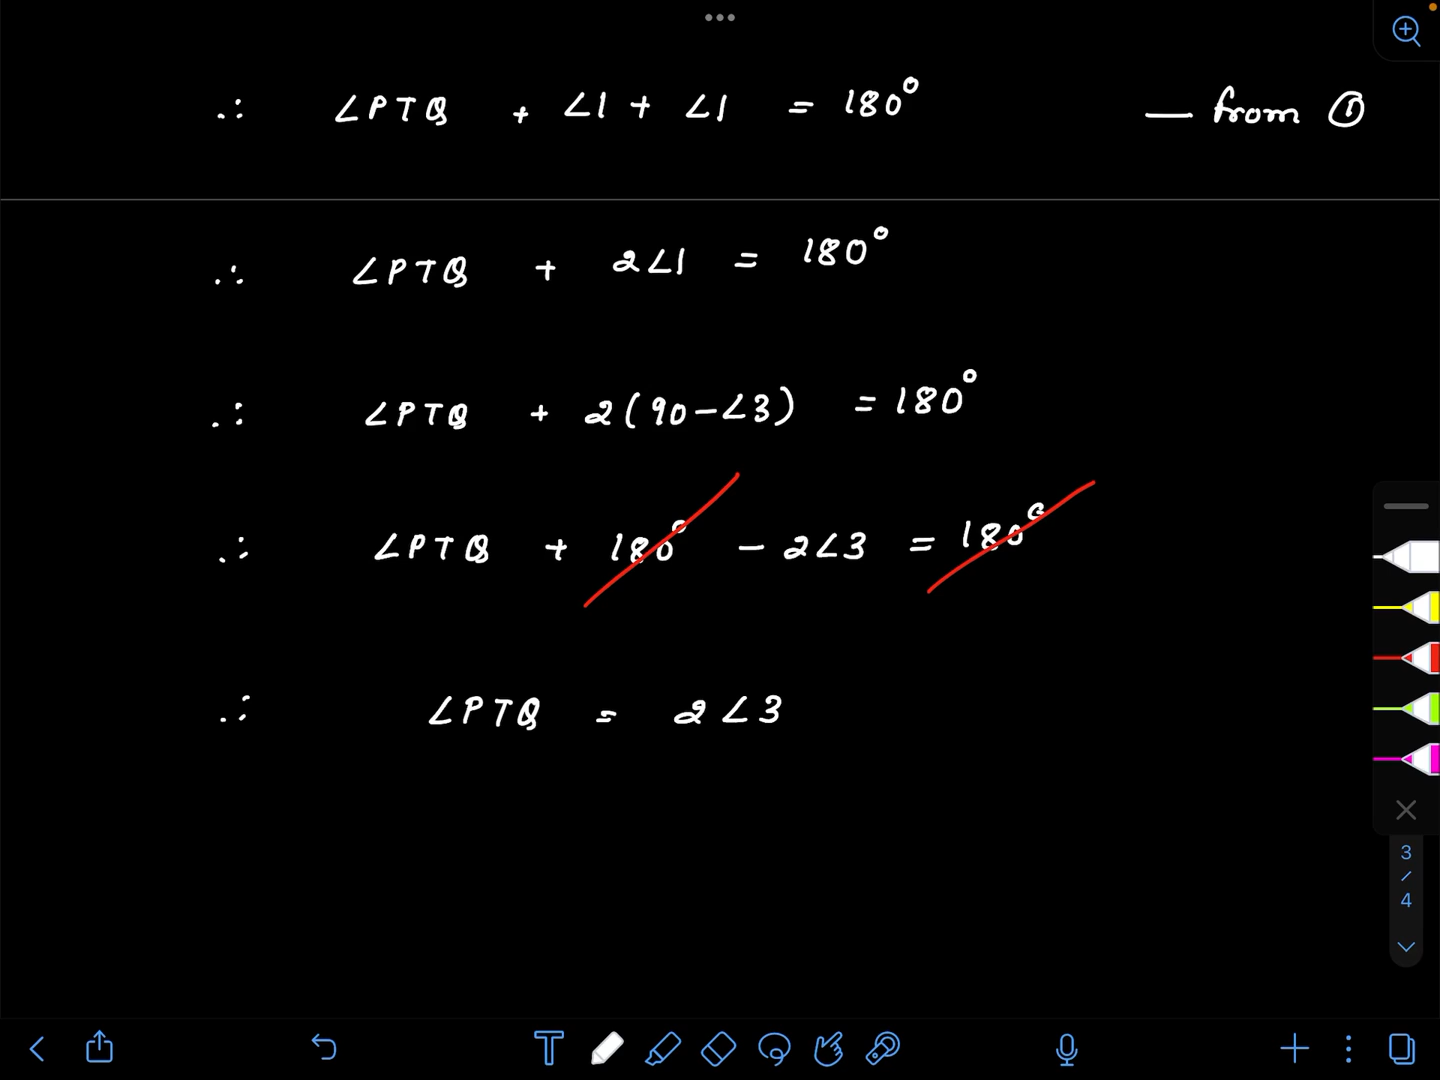 ∴ ∠PTQ + ∠1 + ∠1 = 180° — from ①
∴ ∠PTQ + 2∠1 = 180°
∴ ∠PTQ + 2(90-∠3) = 180°
∴ ∠PTQ + 180° - 2∠3 = 180°
∴ ∠PTQ = 2∠3
3
/
4
T